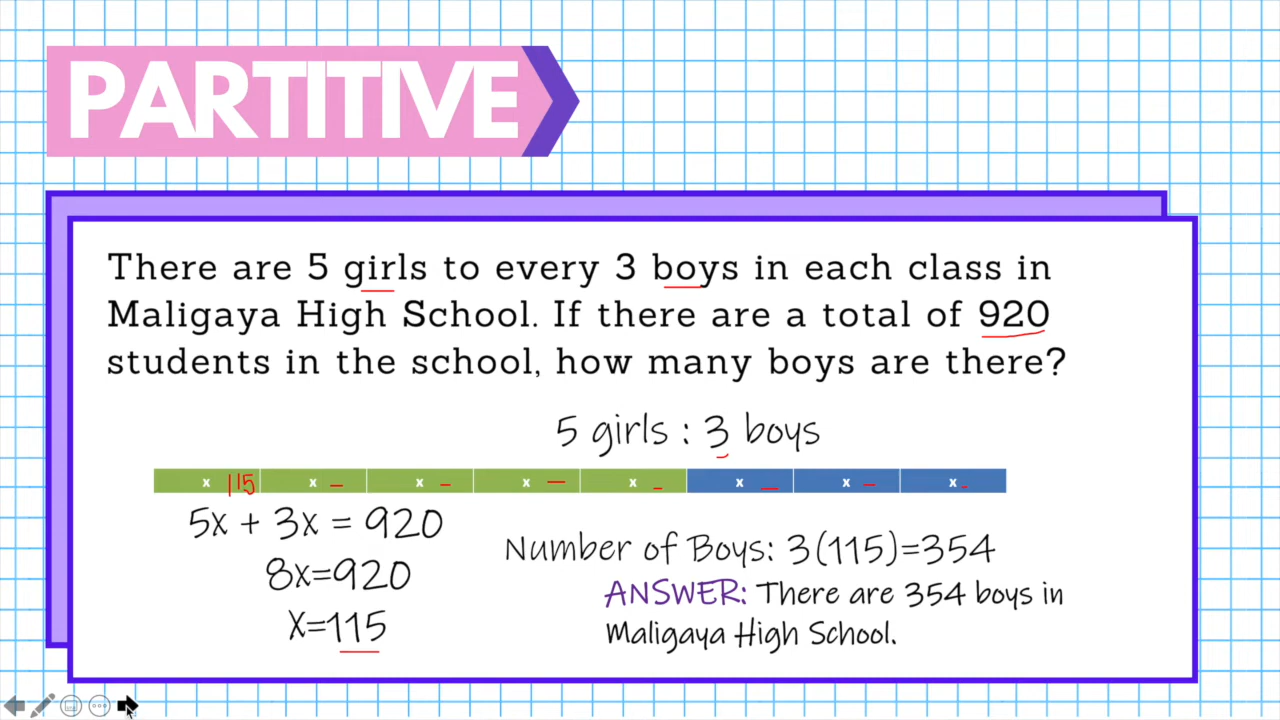 PARTITIVE
There are 5 girls to every 3 boys in each class in
Maligaya High School. If there are a total of 920
students in the school, how many boys are there?
5 girls : 3 boys
x 115 x x x x x x x
5x + 3x = 920
8x=920
x=115
Number of Boys: 3(115)=354
ANSWER: There are 354 boys in
Maligaya High School.